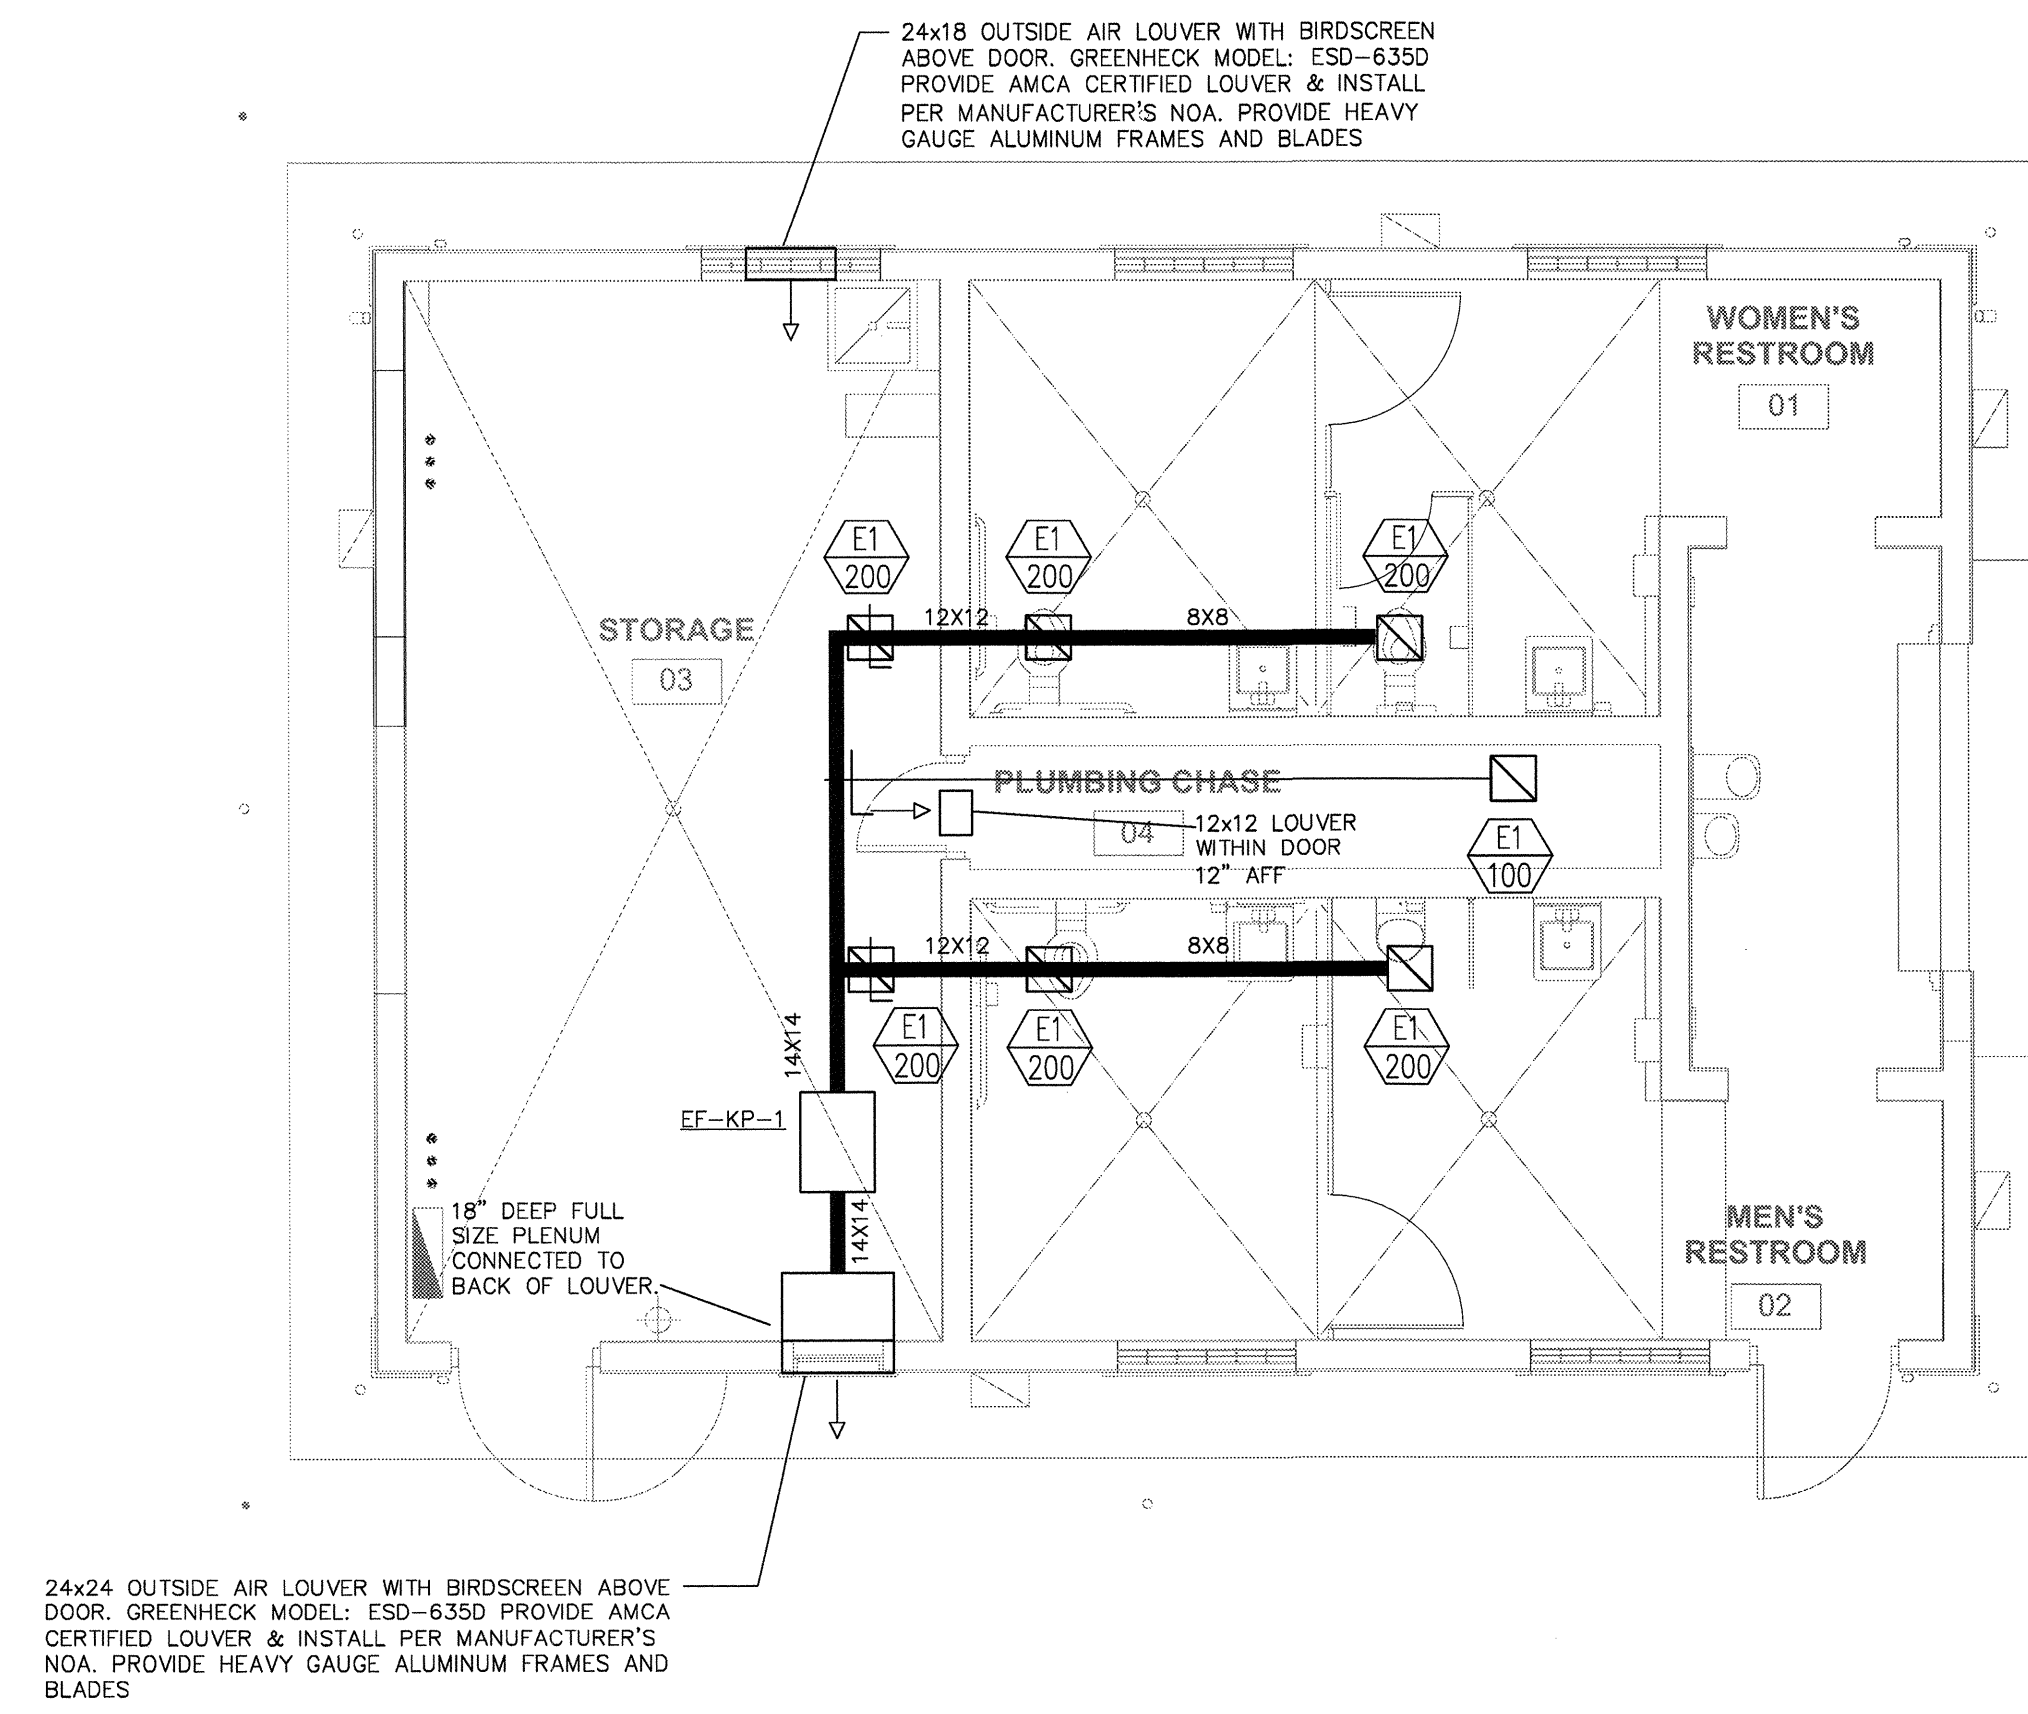 24x18 OUTSIDE AIR LOUVER WITH BIRDSCREEN
ABOVE DOOR. GREENHECK MODEL: ESD-635D
PROVIDE AMCA CERTIFIED LOUVER & INSTALL
PER MANUFACTURER'S NOA. PROVIDE HEAVY
GAUGE ALUMINUM FRAMES AND BLADES
WOMEN'S
RESTROOM
01
E1
200
E1
200
E1
200
12X12
8X8
STORAGE
03
PLUMBING CHASE
04
12x12 LOUVER
WITHIN DOOR
12" AFF
E1
100
12X12
8X8
E1
200
E1
200
E1
200
14X14
EF-KP-1
14X14
18" DEEP FULL
SIZE PLENUM
CONNECTED TO
BACK OF LOUVER.
MEN'S
RESTROOM
02
24x24 OUTSIDE AIR LOUVER WITH BIRDSCREEN ABOVE
DOOR. GREENHECK MODEL: ESD-635D PROVIDE AMCA
CERTIFIED LOUVER & INSTALL PER MANUFACTURER'S
NOA. PROVIDE HEAVY GAUGE ALUMINUM FRAMES AND
BLADES